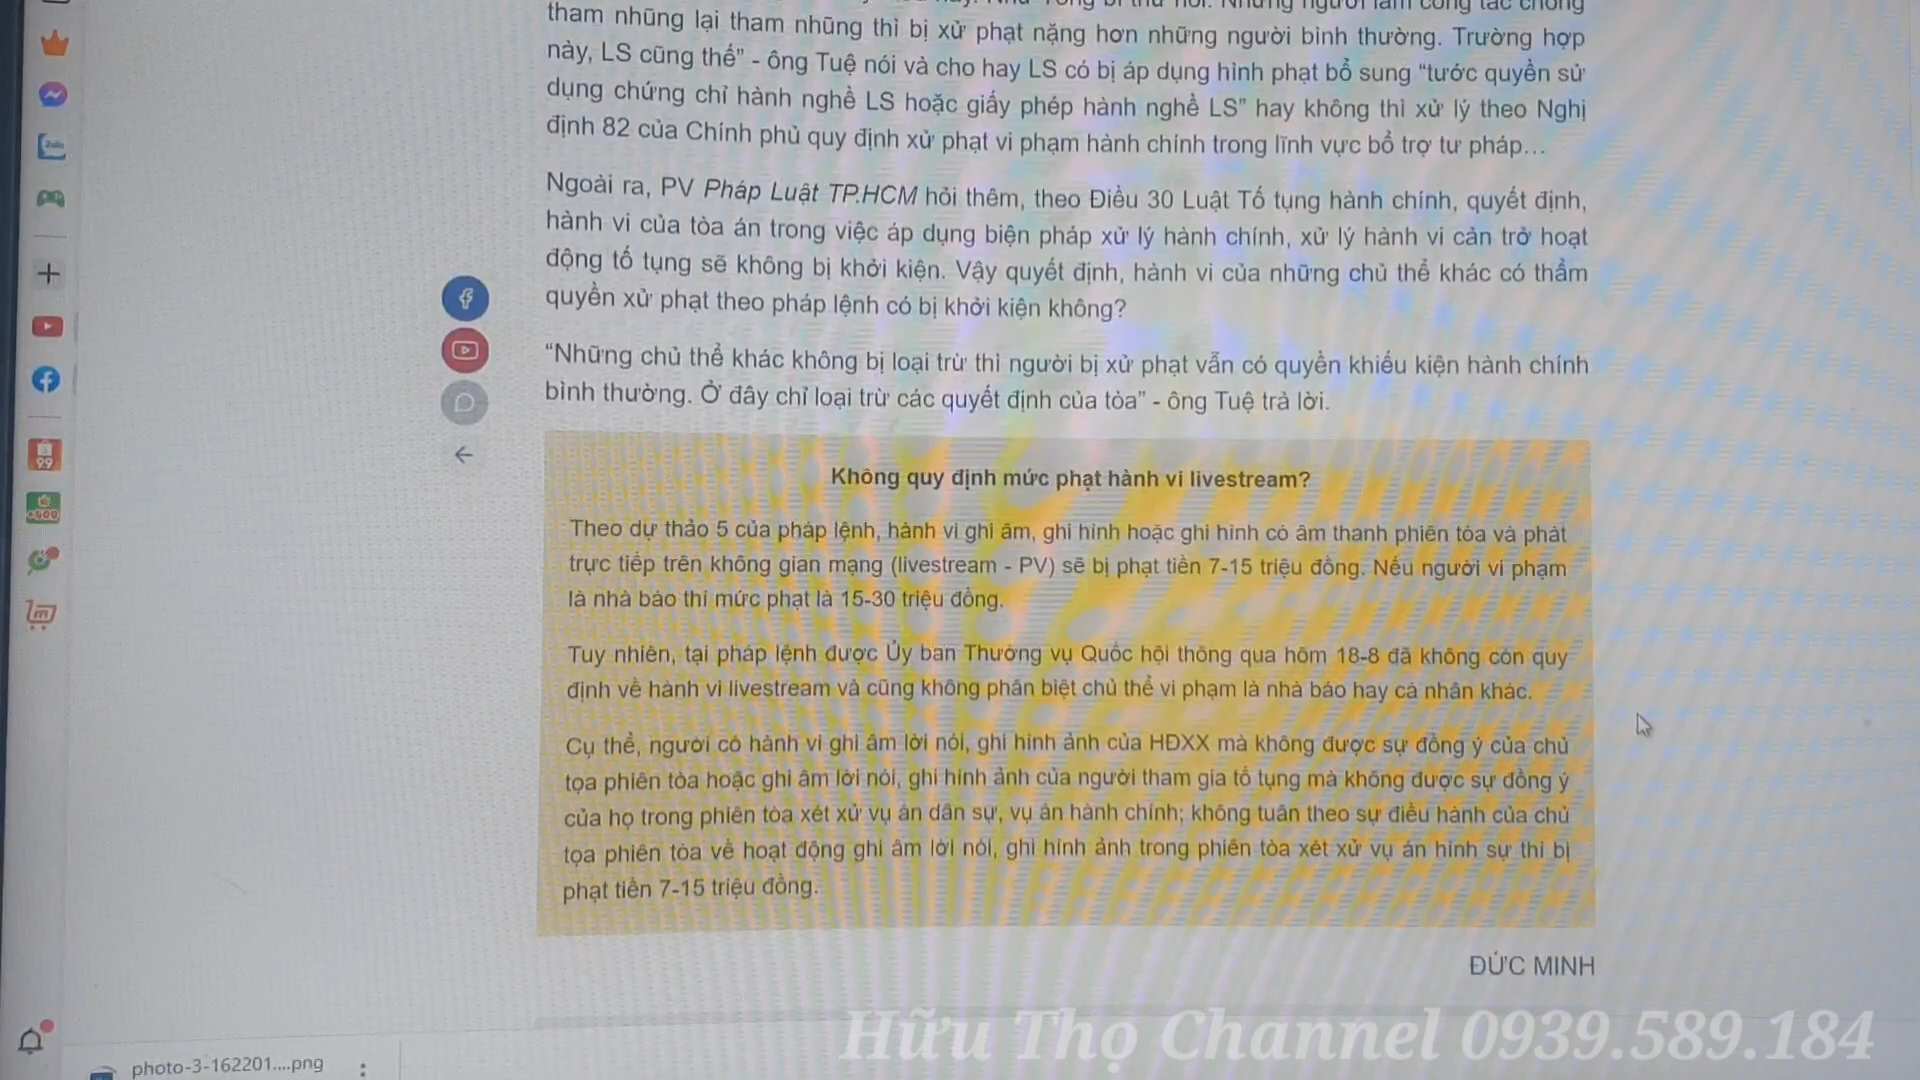 tham nhũng lại tham nhũng thì bị xử phạt nặng hơn những người bình thường. Trường hợp
này, LS cũng thế” - ông Tuệ nói và cho hay LS có bị áp dụng hình phạt bổ sung “tước quyền sử
dụng chứng chỉ hành nghề LS hoặc giấy phép hành nghề LS” hay không thì xử lý theo Nghị
định 82 của Chính phủ quy định xử phạt vi phạm hành chính trong lĩnh vực bổ trợ tư pháp…
Ngoài ra, PV Pháp Luật TP.HCM hỏi thêm, theo Điều 30 Luật Tố tụng hành chính, quyết định,
hành vi của tòa án trong việc áp dụng biện pháp xử lý hành chính, xử lý hành vi cản trở hoạt
động tố tụng sẽ không bị khởi kiện. Vậy quyết định, hành vi của những chủ thể khác có thẩm
quyền xử phạt theo pháp lệnh có bị khởi kiện không?
“Những chủ thể khác không bị loại trừ thì người bị xử phạt vẫn có quyền khiếu kiện hành chính
bình thường. Ở đây chỉ loại trừ các quyết định của tòa” - ông Tuệ trả lời.
Không quy định mức phạt hành vi livestream?
Theo dự thảo 5 của pháp lệnh, hành vi ghi âm, ghi hình hoặc ghi hình có âm thanh phiên tòa và phát
trực tiếp trên không gian mạng (livestream - PV) sẽ bị phạt tiền 7-15 triệu đồng. Nếu người vi phạm
là nhà báo thì mức phạt là 15-30 triệu đồng.
Tuy nhiên, tại pháp lệnh được Ủy ban Thường vụ Quốc hội thông qua hôm 18-8 đã không còn quy
định về hành vi livestream và cũng không phân biệt chủ thể vi phạm là nhà báo hay cá nhân khác.
Cụ thể, người có hành vi ghi âm lời nói, ghi hình ảnh của HĐXX mà không được sự đồng ý của chủ
tọa phiên tòa hoặc ghi âm lời nói, ghi hình ảnh của người tham gia tố tụng mà không được sự đồng ý
của họ trong phiên tòa xét xử vụ án dân sự, vụ án hành chính; không tuân theo sự điều hành của chủ
tọa phiên tòa về hoạt động ghi âm lời nói, ghi hình ảnh trong phiên tòa xét xử vụ án hình sự thì bị
phạt tiền 7-15 triệu đồng.
ĐỨC MINH
Hữu Thọ Channel 0939.589.184
photo-3-162201....png
Zalo
99